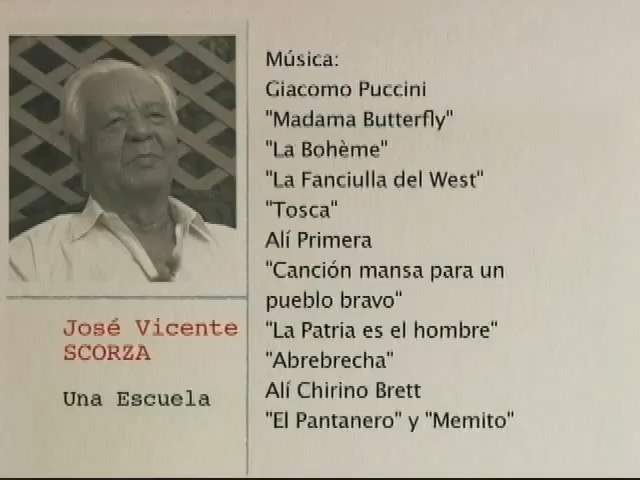 José Vicente
SCORZA
Una Escuela
Música:
Giacomo Puccini
"Madama Butterfly"
"La Bohème"
"La Fanciulla del West"
"Tosca"
Alí Primera
"Canción mansa para un
pueblo bravo"
"La Patria es el hombre"
"Abrebrecha"
Alí Chirino Brett
"El Pantanero" y "Memito"